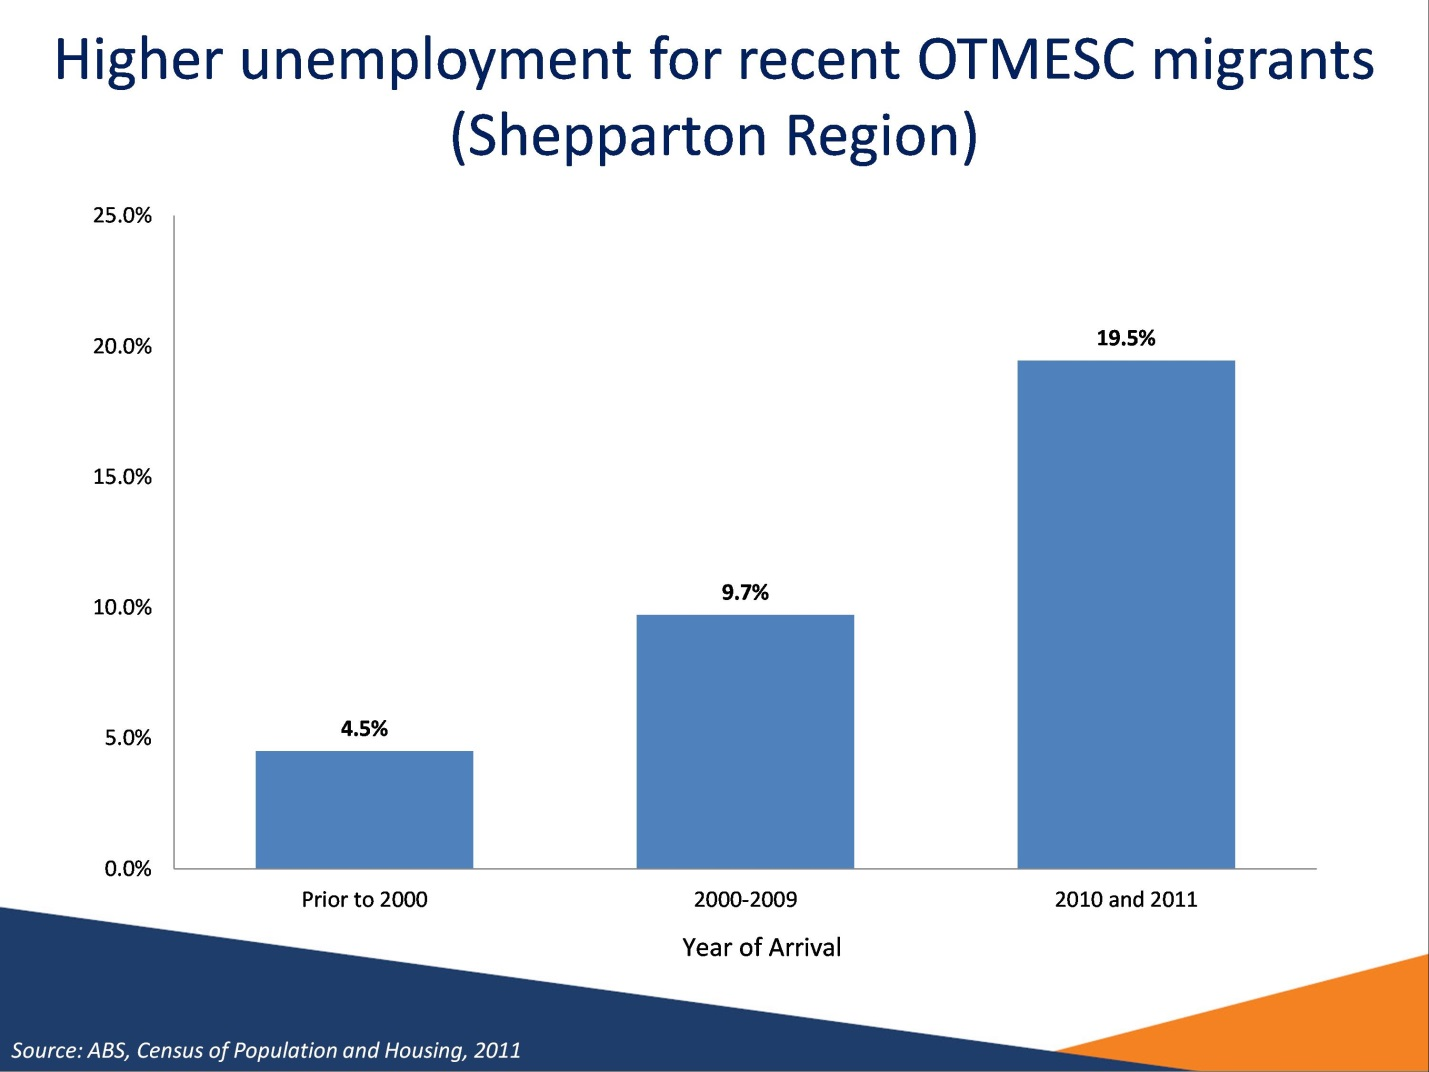 Higher unemployment for recent OTMESC migrants
(Shepparton Region)
25.0%
20.0%
15.0%
10.0%
5.0%
0.0%
4.5%
9.7%
19.5%
Prior to 2000
2000-2009
2010 and 2011
Year of Arrival
Source: ABS, Census of Population and Housing, 2011